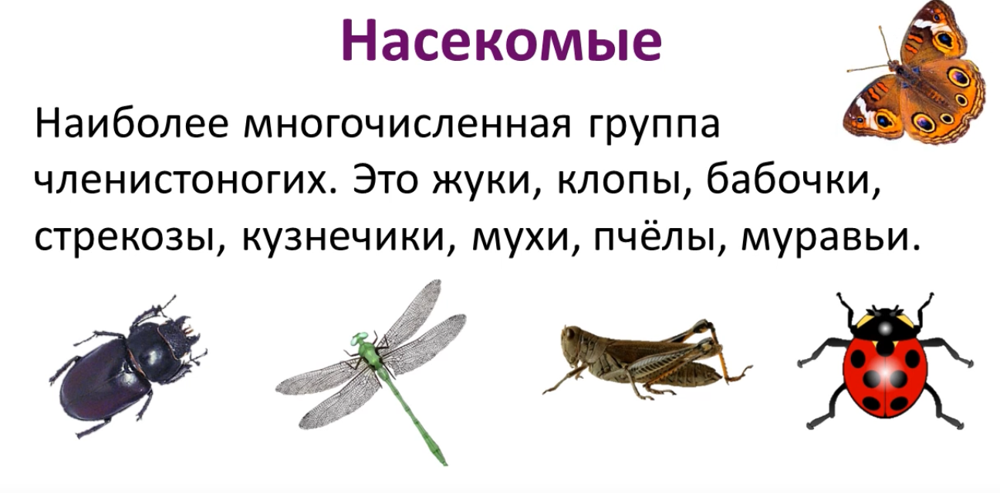 Насекомые
Наиболее многочисленная группа
членистоногих. Это жуки, клопы, бабочки,
стрекозы, кузнечики, мухи, пчёлы, муравьи.